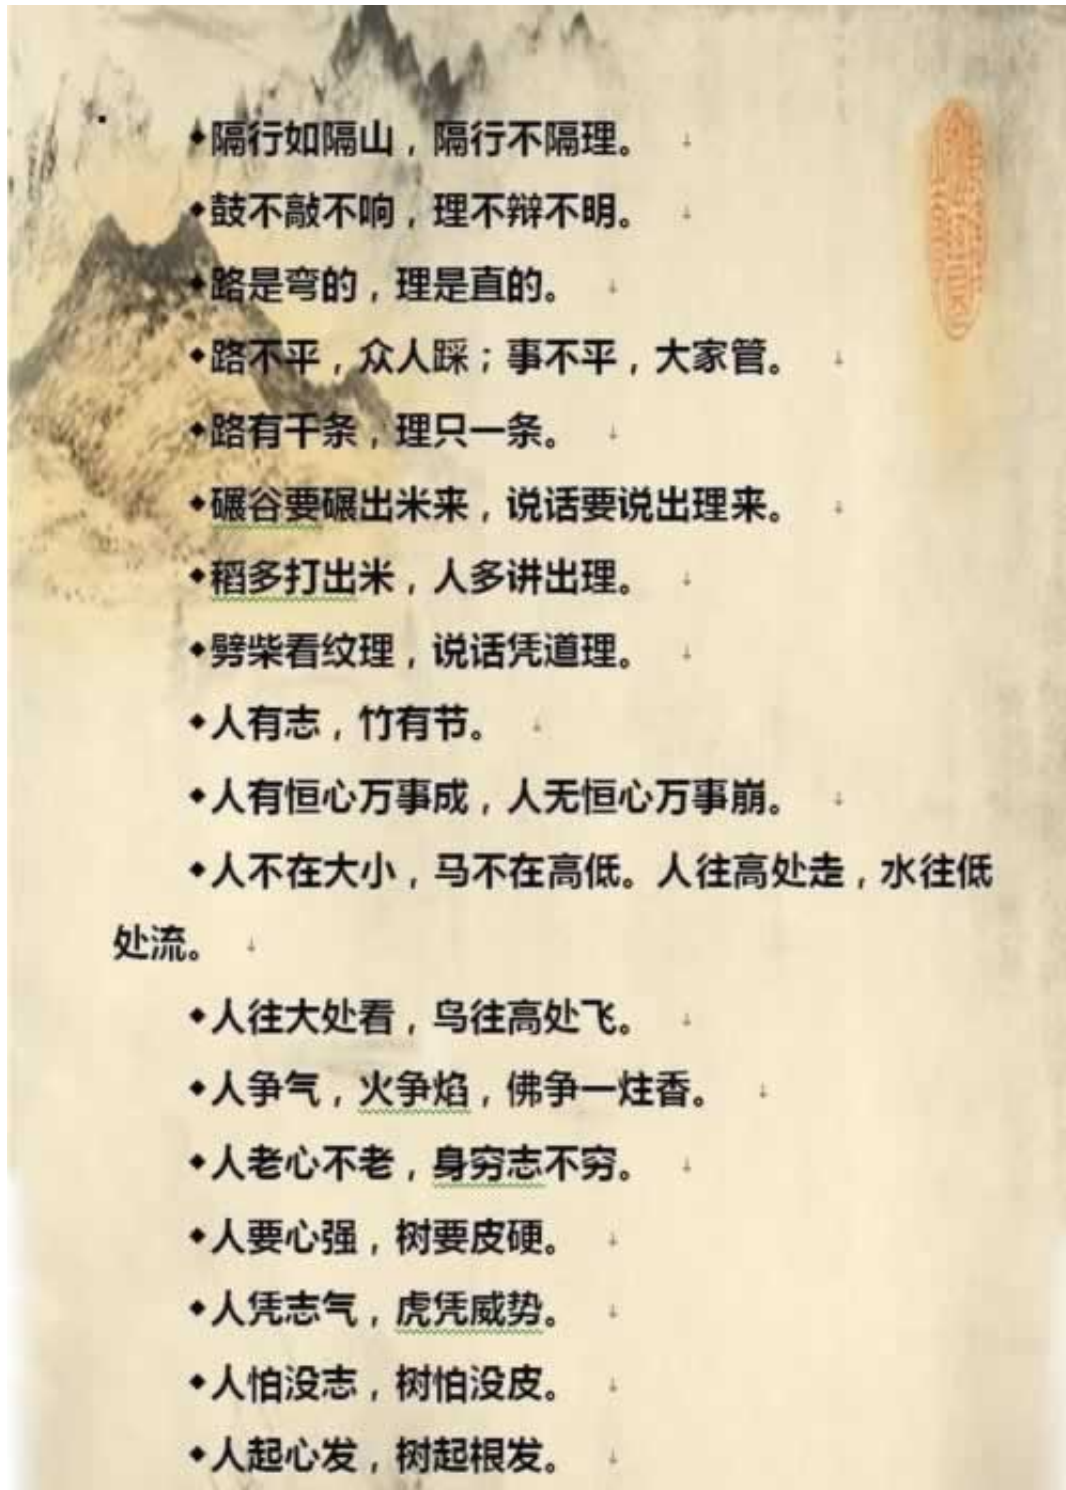 ◆隔行如隔山，隔行不隔理。↓
◆鼓不敲不响，理不辩不明。↓
◆路是弯的，理是直的。↓
◆路不平，众人踩；事不平，大家管。↓
◆路有千条，理只一条。↓
◆碾谷要碾出米来，说话要说出理来。↓
◆稻多打出米，人多讲出理。↓
◆劈柴看纹理，说话凭道理。↓
◆人有志，竹有节。↓
◆人有恒心万事成，人无恒心万事崩。↓
◆人不在大小，马不在高低。人往高处走，水往低
处流。↓
◆人往大处看，鸟往高处飞。↓
◆人争气，火争焰，佛争一炷香。↓
◆人老心不老，身穷志不穷。↓
◆人要心强，树要皮硬。↓
◆人凭志气，虎凭威势。↓
◆人怕没志，树怕没皮。↓
◆人起心发，树起根发。↓